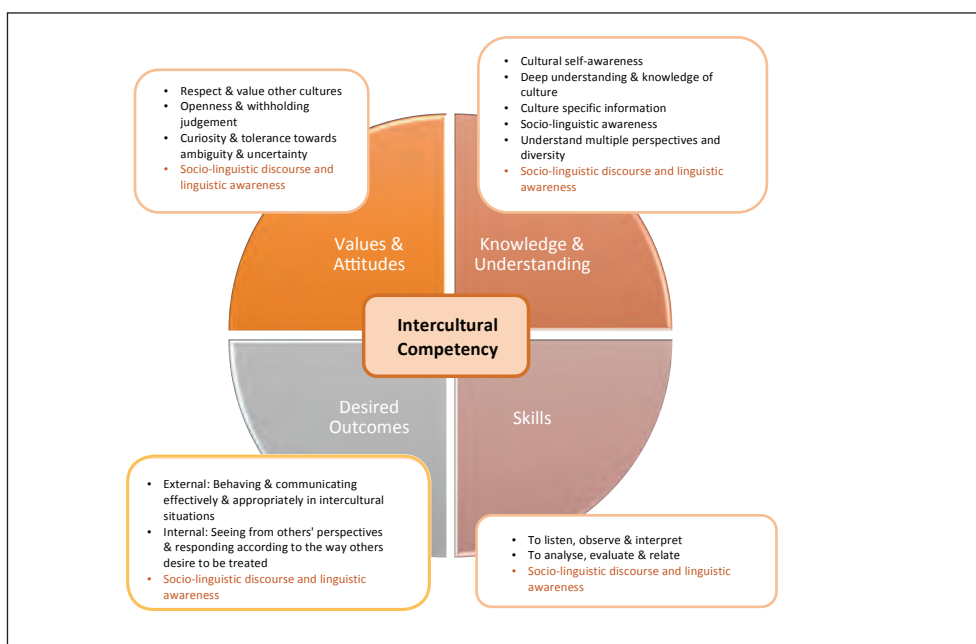 • Respect & value other cultures
• Openness & withholding
judgement
• Curiosity & tolerance towards
ambiguity & uncertainty
• Socio-linguistic discourse and
linguistic awareness
• Cultural self-awareness
• Deep understanding & knowledge of
culture
• Culture specific information
• Socio-linguistic awareness
• Understand multiple perspectives and
diversity
• Socio-linguistic discourse and linguistic
awareness
Values &
Attitudes
Knowledge &
Understanding
Intercultural
Competency
Desired
Outcomes
Skills
• External: Behaving & communicating
effectively & appropriately in intercultural
situations
• Internal: Seeing from others' perspectives
& responding according to the way others
desire to be treated
• Socio-linguistic discourse and linguistic
awareness
• To listen, observe & interpret
• To analyse, evaluate & relate
• Socio-linguistic discourse and linguistic
awareness